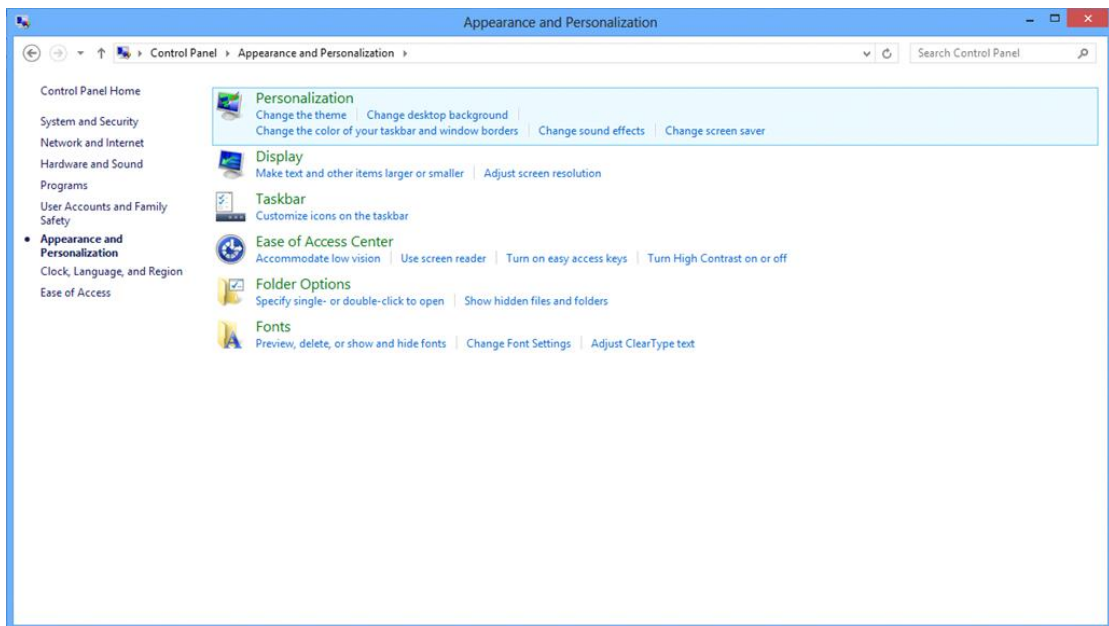 Appearance and Personalization
Control Panel Appearance and Personalization
Search Control Panel
Control Panel Home
System and Security
Network and Internet
Hardware and Sound
Programs
User Accounts and Family
Safety
Appearance and
Personalization
Clock, Language, and Region
Ease of Access
Personalization
Change the theme Change desktop background
Change the color of your taskbar and window borders Change sound effects Change screen saver
Display
Make text and other items larger or smaller Adjust screen resolution
Taskbar
Customize icons on the taskbar
Ease of Access Center
Accommodate low vision Use screen reader Turn on easy access keys Turn High Contrast on or off
Folder Options
Specify single- or double-click to open Show hidden files and folders
Fonts
Preview, delete, or show and hide fonts Change Font Settings Adjust ClearType text